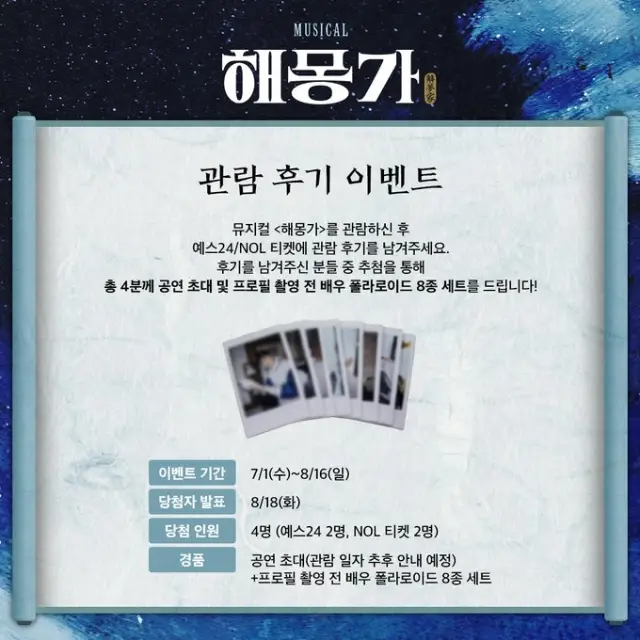 MUSICAL
해몽가
解夢家
관람 후기 이벤트
뮤지컬 <해몽가>를 관람하신 후
예스24/NOL 티켓에 관람 후기를 남겨주세요.
후기를 남겨주신 분들 중 추첨을 통해
총 4분께 공연 초대 및 프로필 촬영 전 배우 폴라로이드 8종 세트를 드립니다!
이벤트 기간 7/1(수)~8/16(일)
당첨자 발표 8/18(화)
당첨 인원 4명 (예스24 2명, NOL 티켓 2명)
경품 공연 초대(관람 일자 추후 안내 예정)
+프로필 촬영 전 배우 폴라로이드 8종 세트